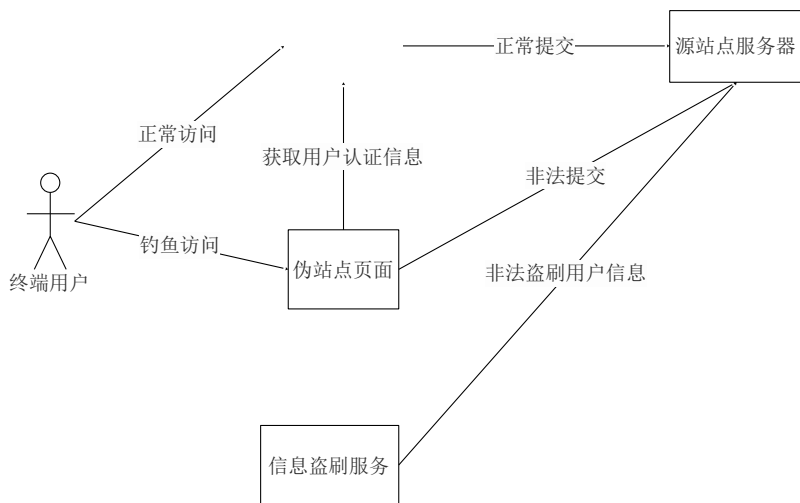 正常提交
源站点服务器
正常访问
获取用户认证信息
非法提交
钓鱼访问
伪站点页面
非法盗刷用户信息
终端用户
信息盗刷服务